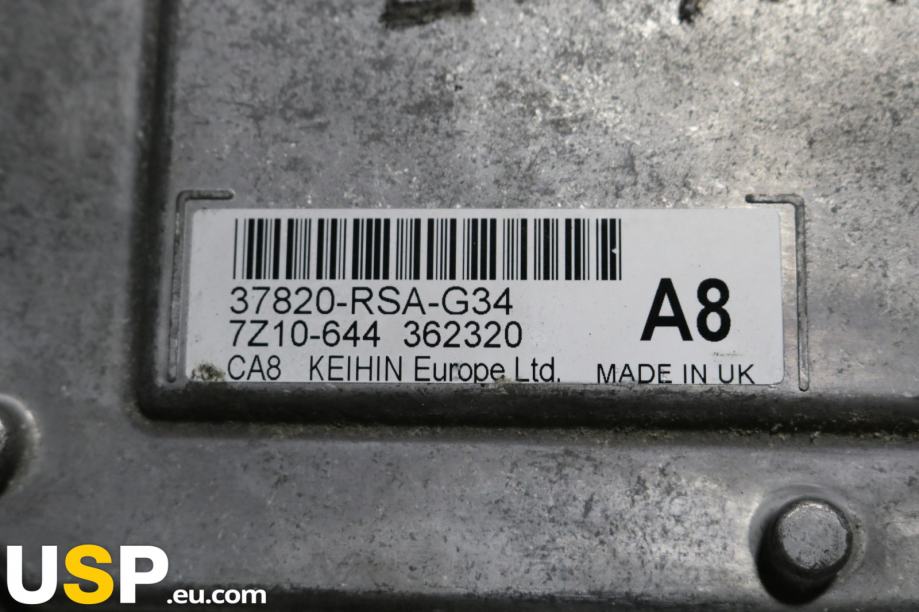 37820-RSA-G34
A8
7Z10-644 362320
CA8 KEIHIN Europe Ltd. MADE IN UK
USP.eu.com